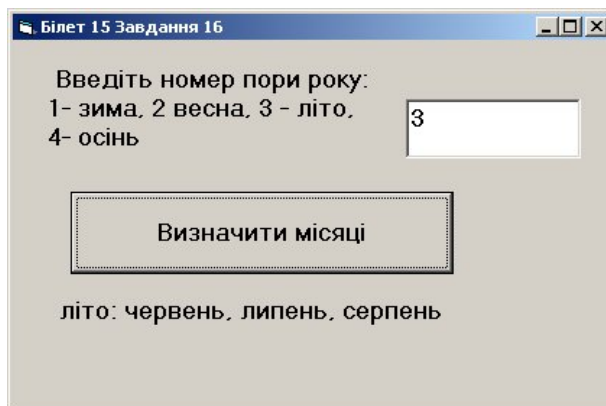 Білет 15 Завдання 16
Введіть номер пори року:
1- зима, 2 весна, 3 - літо,
4- осінь
3
Визначити місяці
літо: червень, липень, серпень